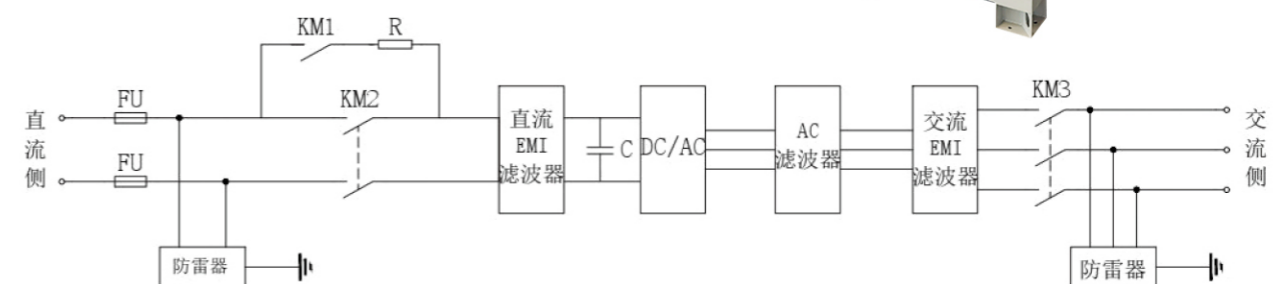 KM1
R
FU
KM2
KM3
直流侧
FU
直流
EMI
滤波器
C
DC/AC
AC
滤波器
交流
EMI
滤波器
交流侧
防雷器
防雷器